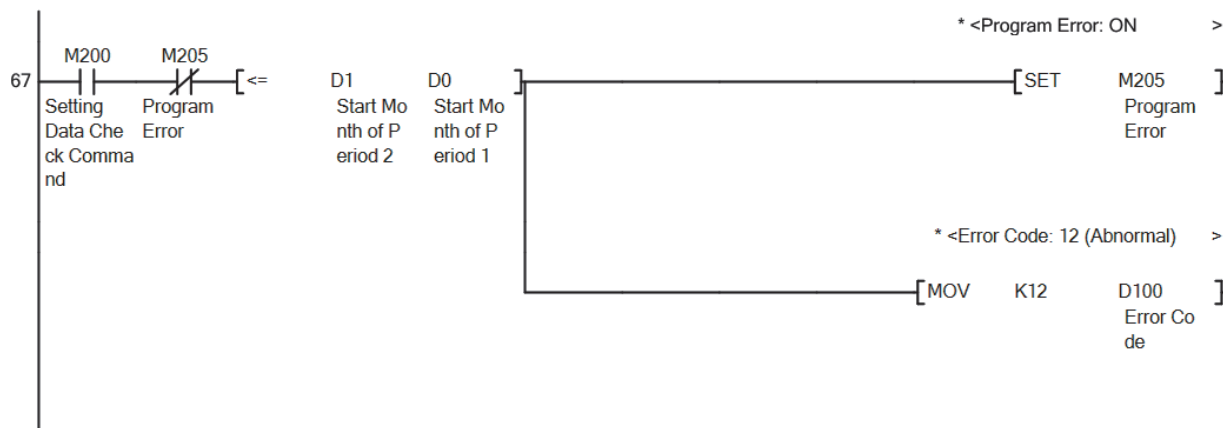 * <Program Error: ON >
M200 M205
67 [<= D1 D0 ] [SET M205 ]
Setting Program Start Mo Start Mo Program
Data Che Error nth of P nth of P Error
ck Comma eriod 2 eriod 1
nd
* <Error Code: 12 (Abnormal) >
[MOV K12 D100 ]
Error Co
de